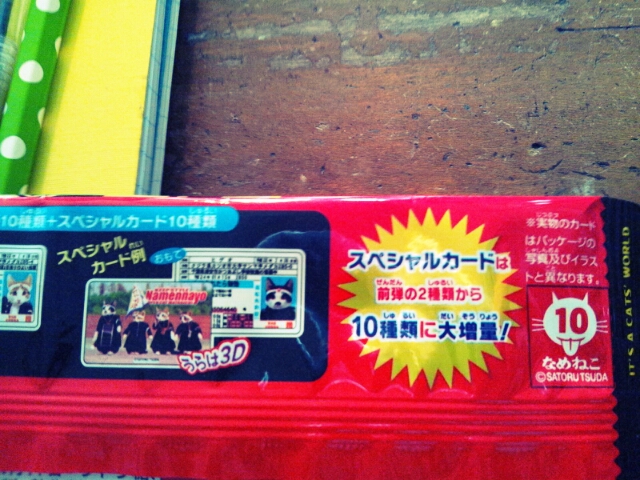 10種類+スペシャルカード10種類
スペシャル
カード例
おもて
Namennayo
うらは3D
スペシャルカードは
前弾の2種類から
10種類に大増量!
※実物のカード
はパッケージの
写真及びイラス
トと異なります。
10
なめねこ
©SATORU TSUDA
IT'S A CATS' WORLD